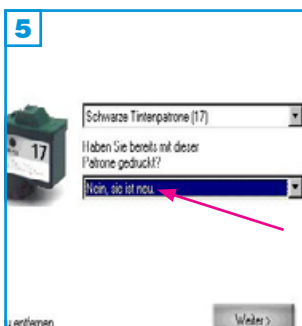 5
Schwarze Tintenpatrone (17)
17
Haben Sie bereits mit dieser
Patrone gedruckt?
Nein, sie ist neu.
entfernen
Weiter >